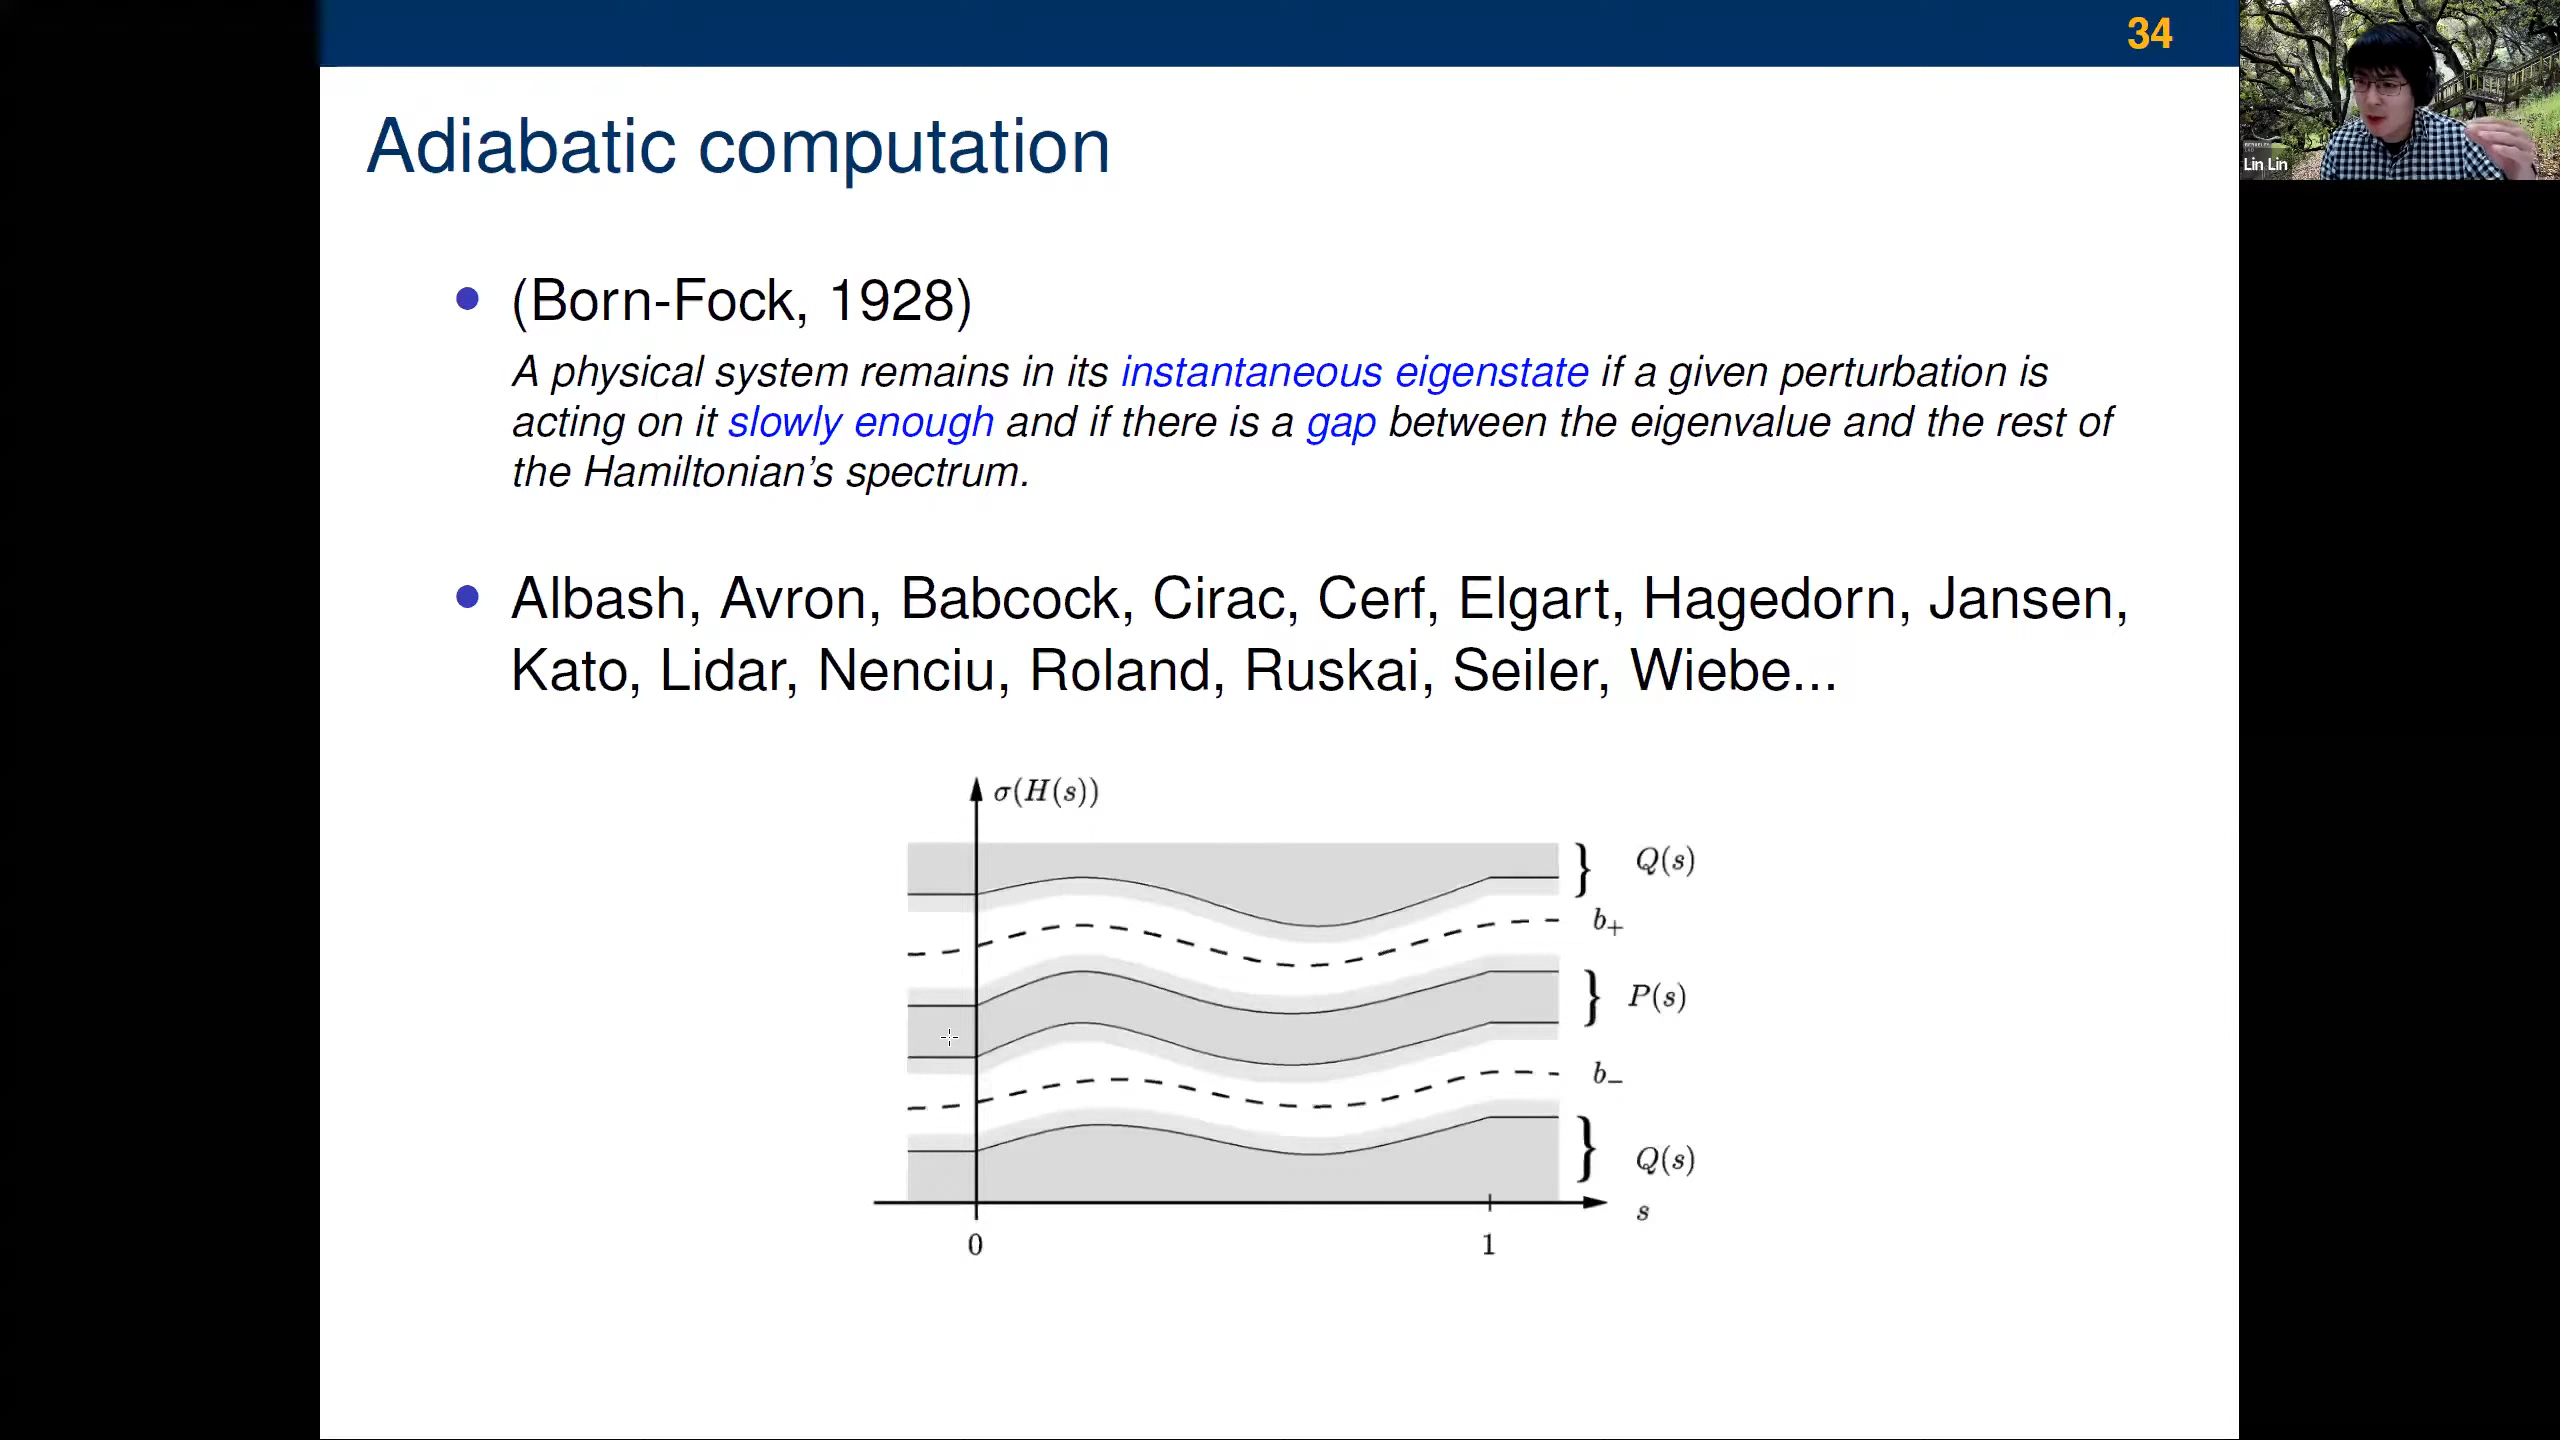 34
Lin Lin
Adiabatic computation
(Born-Fock, 1928)
A physical system remains in its instantaneous eigenstate if a given perturbation is
acting on it slowly enough and if there is a gap between the eigenvalue and the rest of
the Hamiltonian’s spectrum.
Albash, Avron, Babcock, Cirac, Cerf, Elgart, Hagedorn, Jansen,
Kato, Lidar, Nenciu, Roland, Ruskai, Seiler, Wiebe...
σ(H(s))
Q(s)
b₊
P(s)
b₋
Q(s)
s
0 1